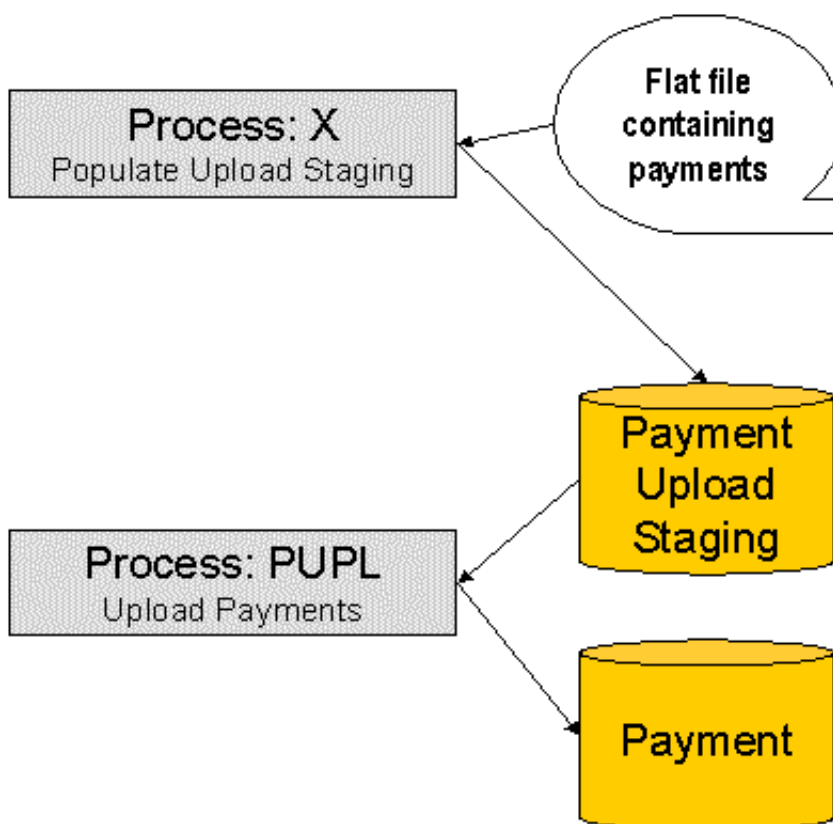 Process: X
Populate Upload Staging
Flat file
containing
payments
Payment
Upload
Staging
Process: PUPL
Upload Payments
Payment